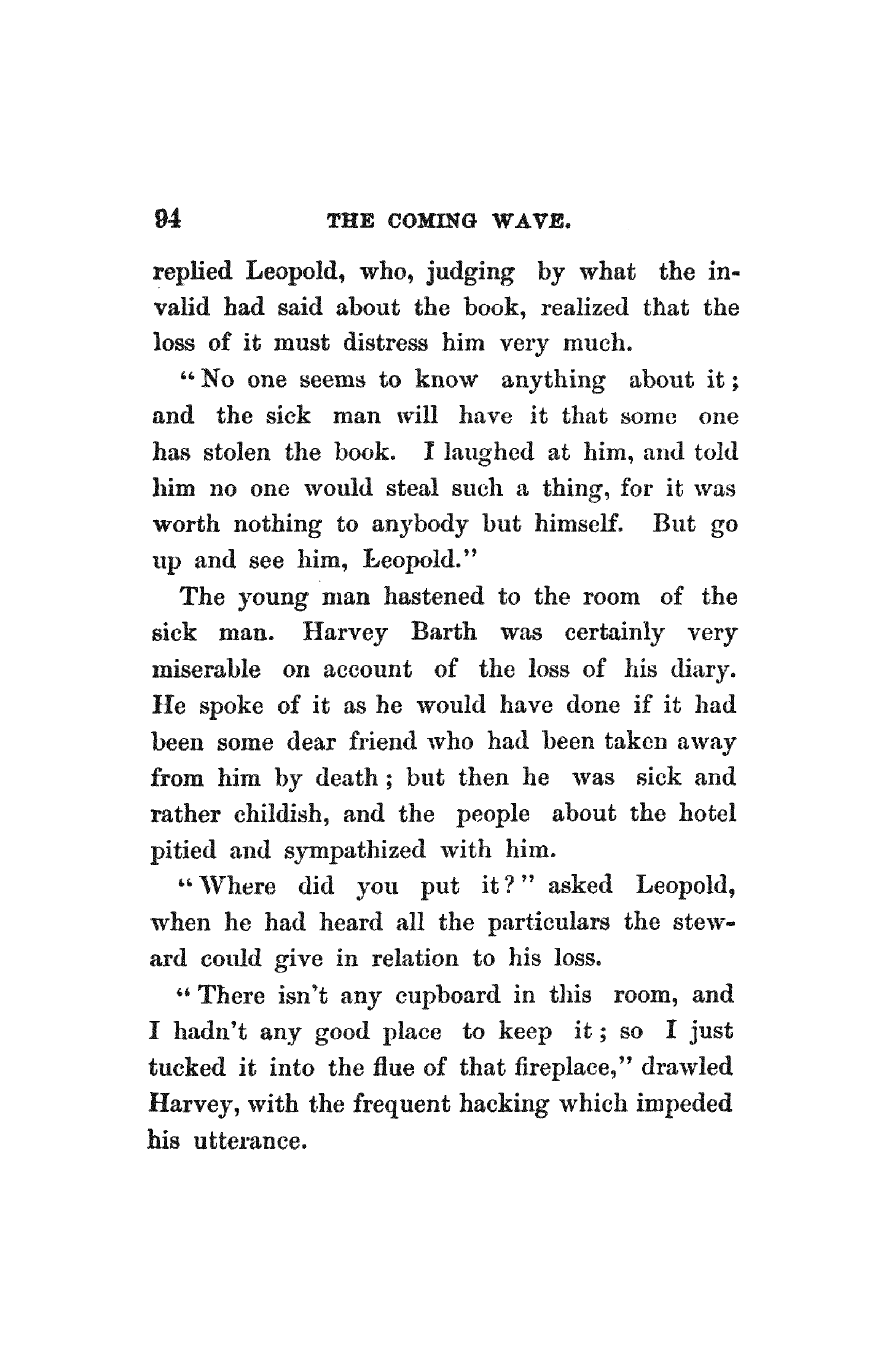 94 THE COMING WAVE.
replied Leopold, who, judging by what the in-
valid had said about the book, realized that the
loss of it must distress him very much.
“No one seems to know anything about it;
and the sick man will have it that some one
has stolen the book. I laughed at him, and told
him no one would steal such a thing, for it was
worth nothing to anybody but himself. But go
up and see him, Leopold.”
The young man hastened to the room of the
sick man. Harvey Barth was certainly very
miserable on account of the loss of his diary.
He spoke of it as he would have done if it had
been some dear friend who had been taken away
from him by death; but then he was sick and
rather childish, and the people about the hotel
pitied and sympathized with him.
“Where did you put it?” asked Leopold,
when he had heard all the particulars the stew-
ard could give in relation to his loss.
“There isn't any cupboard in this room, and
I hadn't any good place to keep it; so I just
tucked it into the flue of that fireplace,” drawled
Harvey, with the frequent hacking which impeded
his utterance.